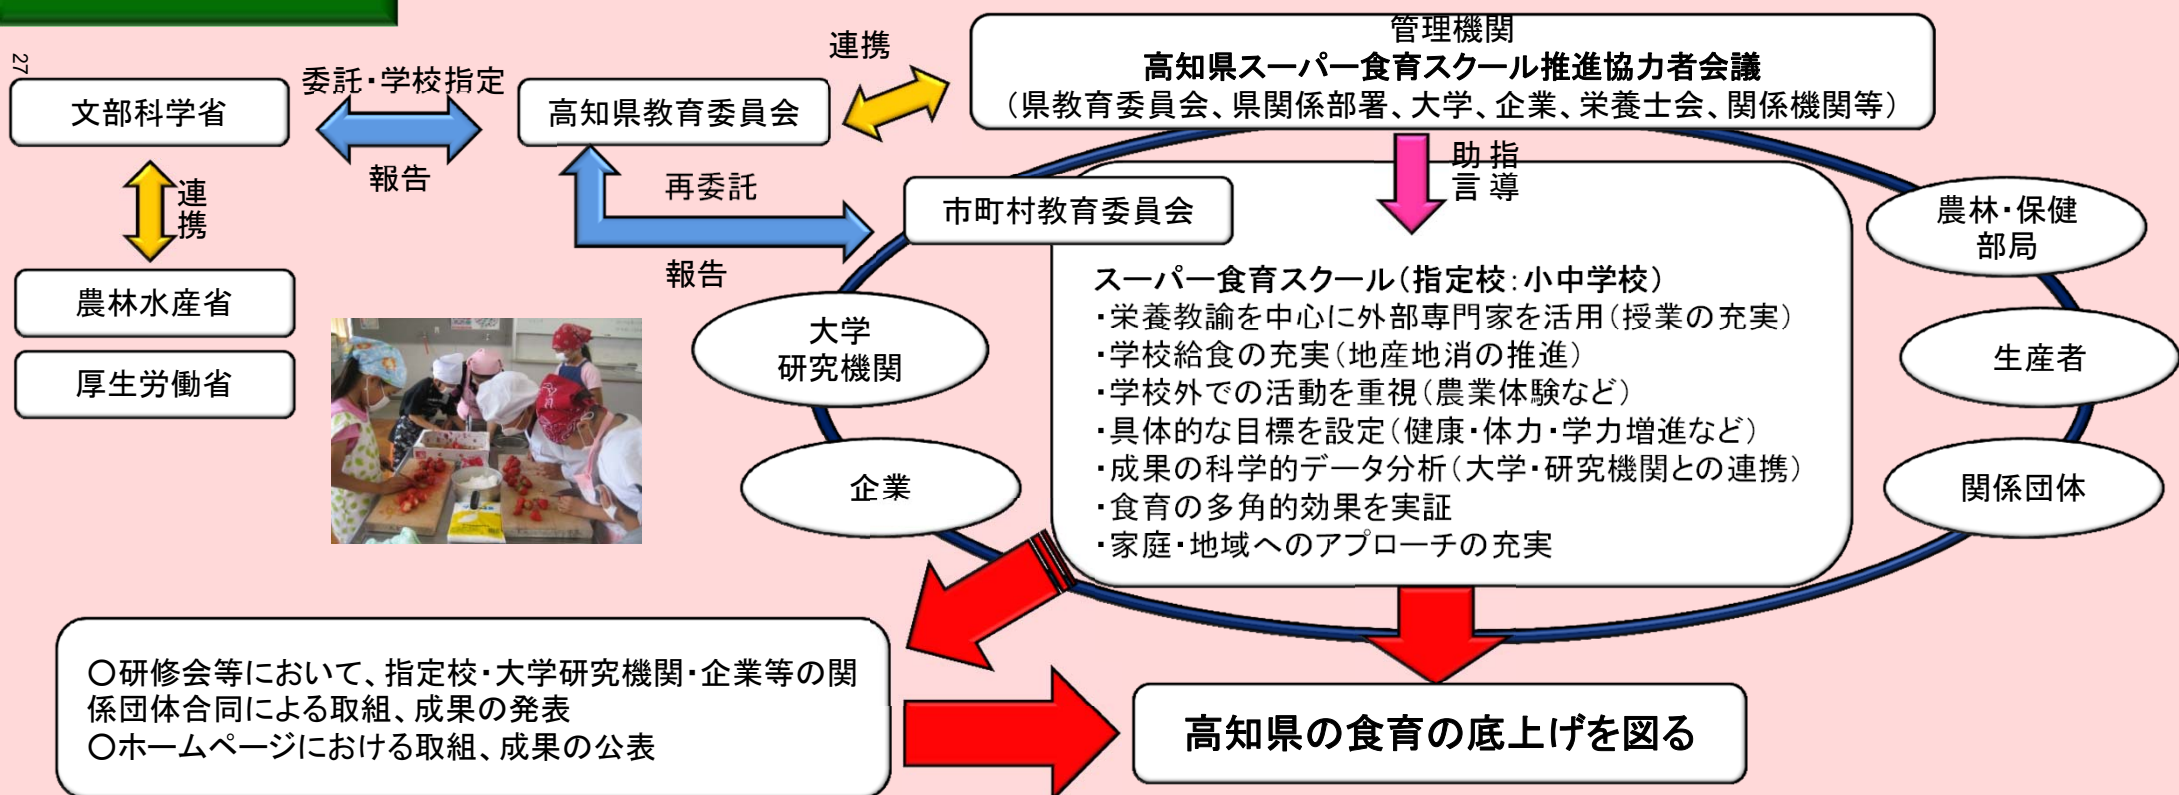 27
文部科学省
委託・学校指定
報告
高知県教育委員会
連携
管理機関
高知県スーパー食育スクール推進協力者会議
（県教育委員会、県関係部署、大学、企業、栄養士会、関係機関等）
連携
農林水産省
厚生労働省
再委託
報告
市町村教育委員会
指導
助言
スーパー食育スクール（指定校：小中学校）
・栄養教諭を中心に外部専門家を活用（授業の充実）
・学校給食の充実（地産地消の推進）
・学校外での活動を重視（農業体験など）
・具体的な目標を設定（健康・体力・学力増進など）
・成果の科学的データ分析（大学・研究機関との連携）
・食育の多角的効果を実証
・家庭・地域へのアプローチの充実
大学
研究機関
企業
農林・保健
部局
生産者
関係団体
○研修会等において、指定校・大学研究機関・企業等の関
係団体合同による取組、成果の発表
○ホームページにおける取組、成果の公表
高知県の食育の底上げを図る